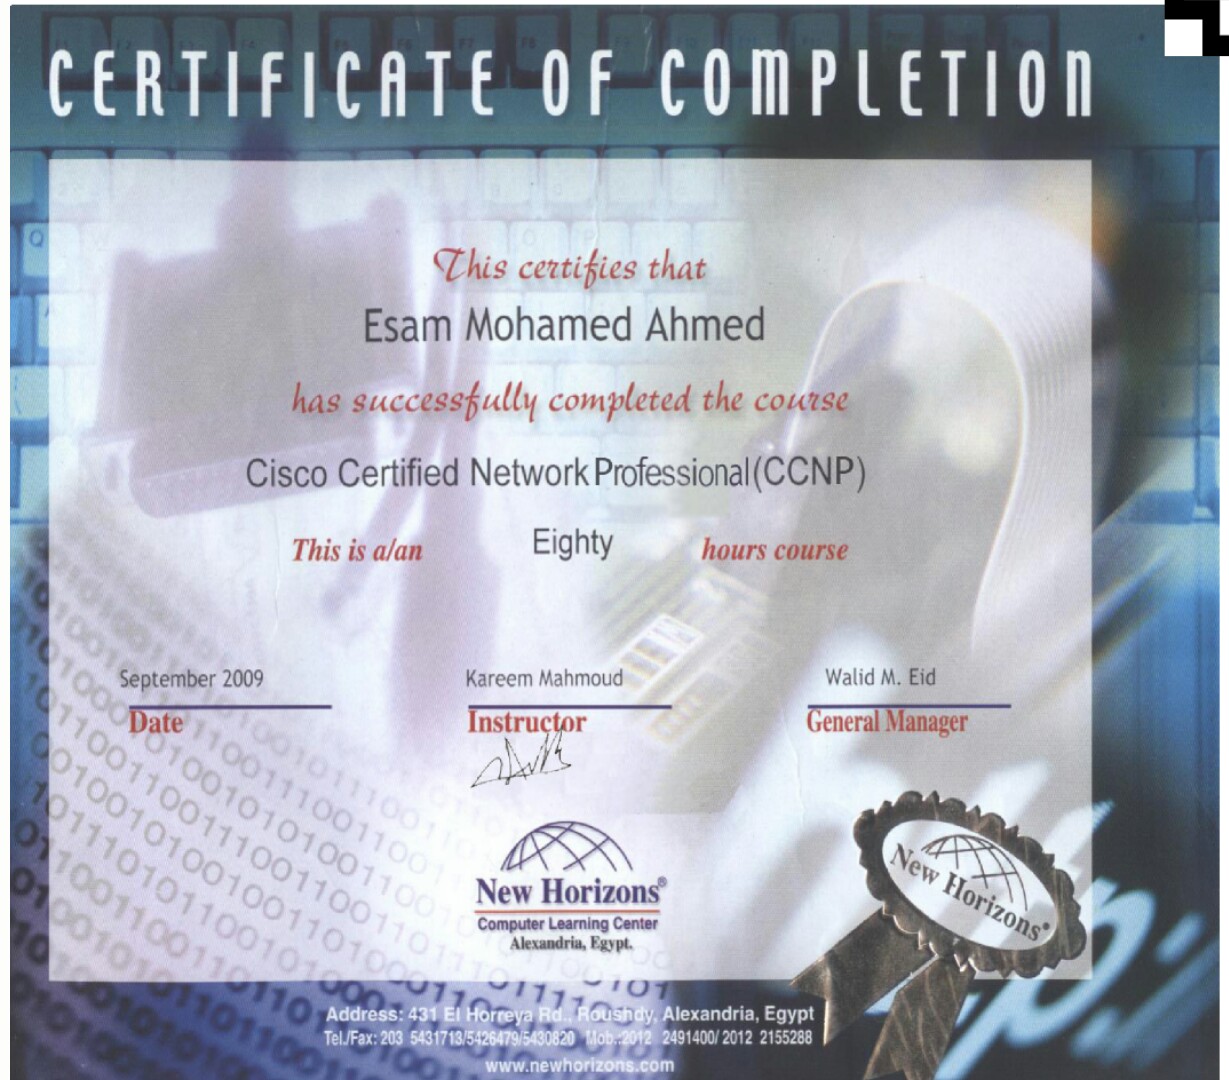 CERTIFICATE OF COMPLETION
This certifies that
Esam Mohamed Ahmed
has successfully completed the course
Cisco Certified Network Professional (CCNP)
This is a/an Eighty hours course
September 2009 Kareem Mahmoud Walid M. Eid
Date Instructor General Manager
New Horizons®
Computer Learning Center
Alexandria, Egypt.
New Horizons®
Address: 431 El Horreya Rd., Roushdy, Alexandria, Egypt
Tel./Fax: 203 5431713/5426479/5430820 Mob.:2012 2491400/ 2012 2155288
www.newhorizons.com